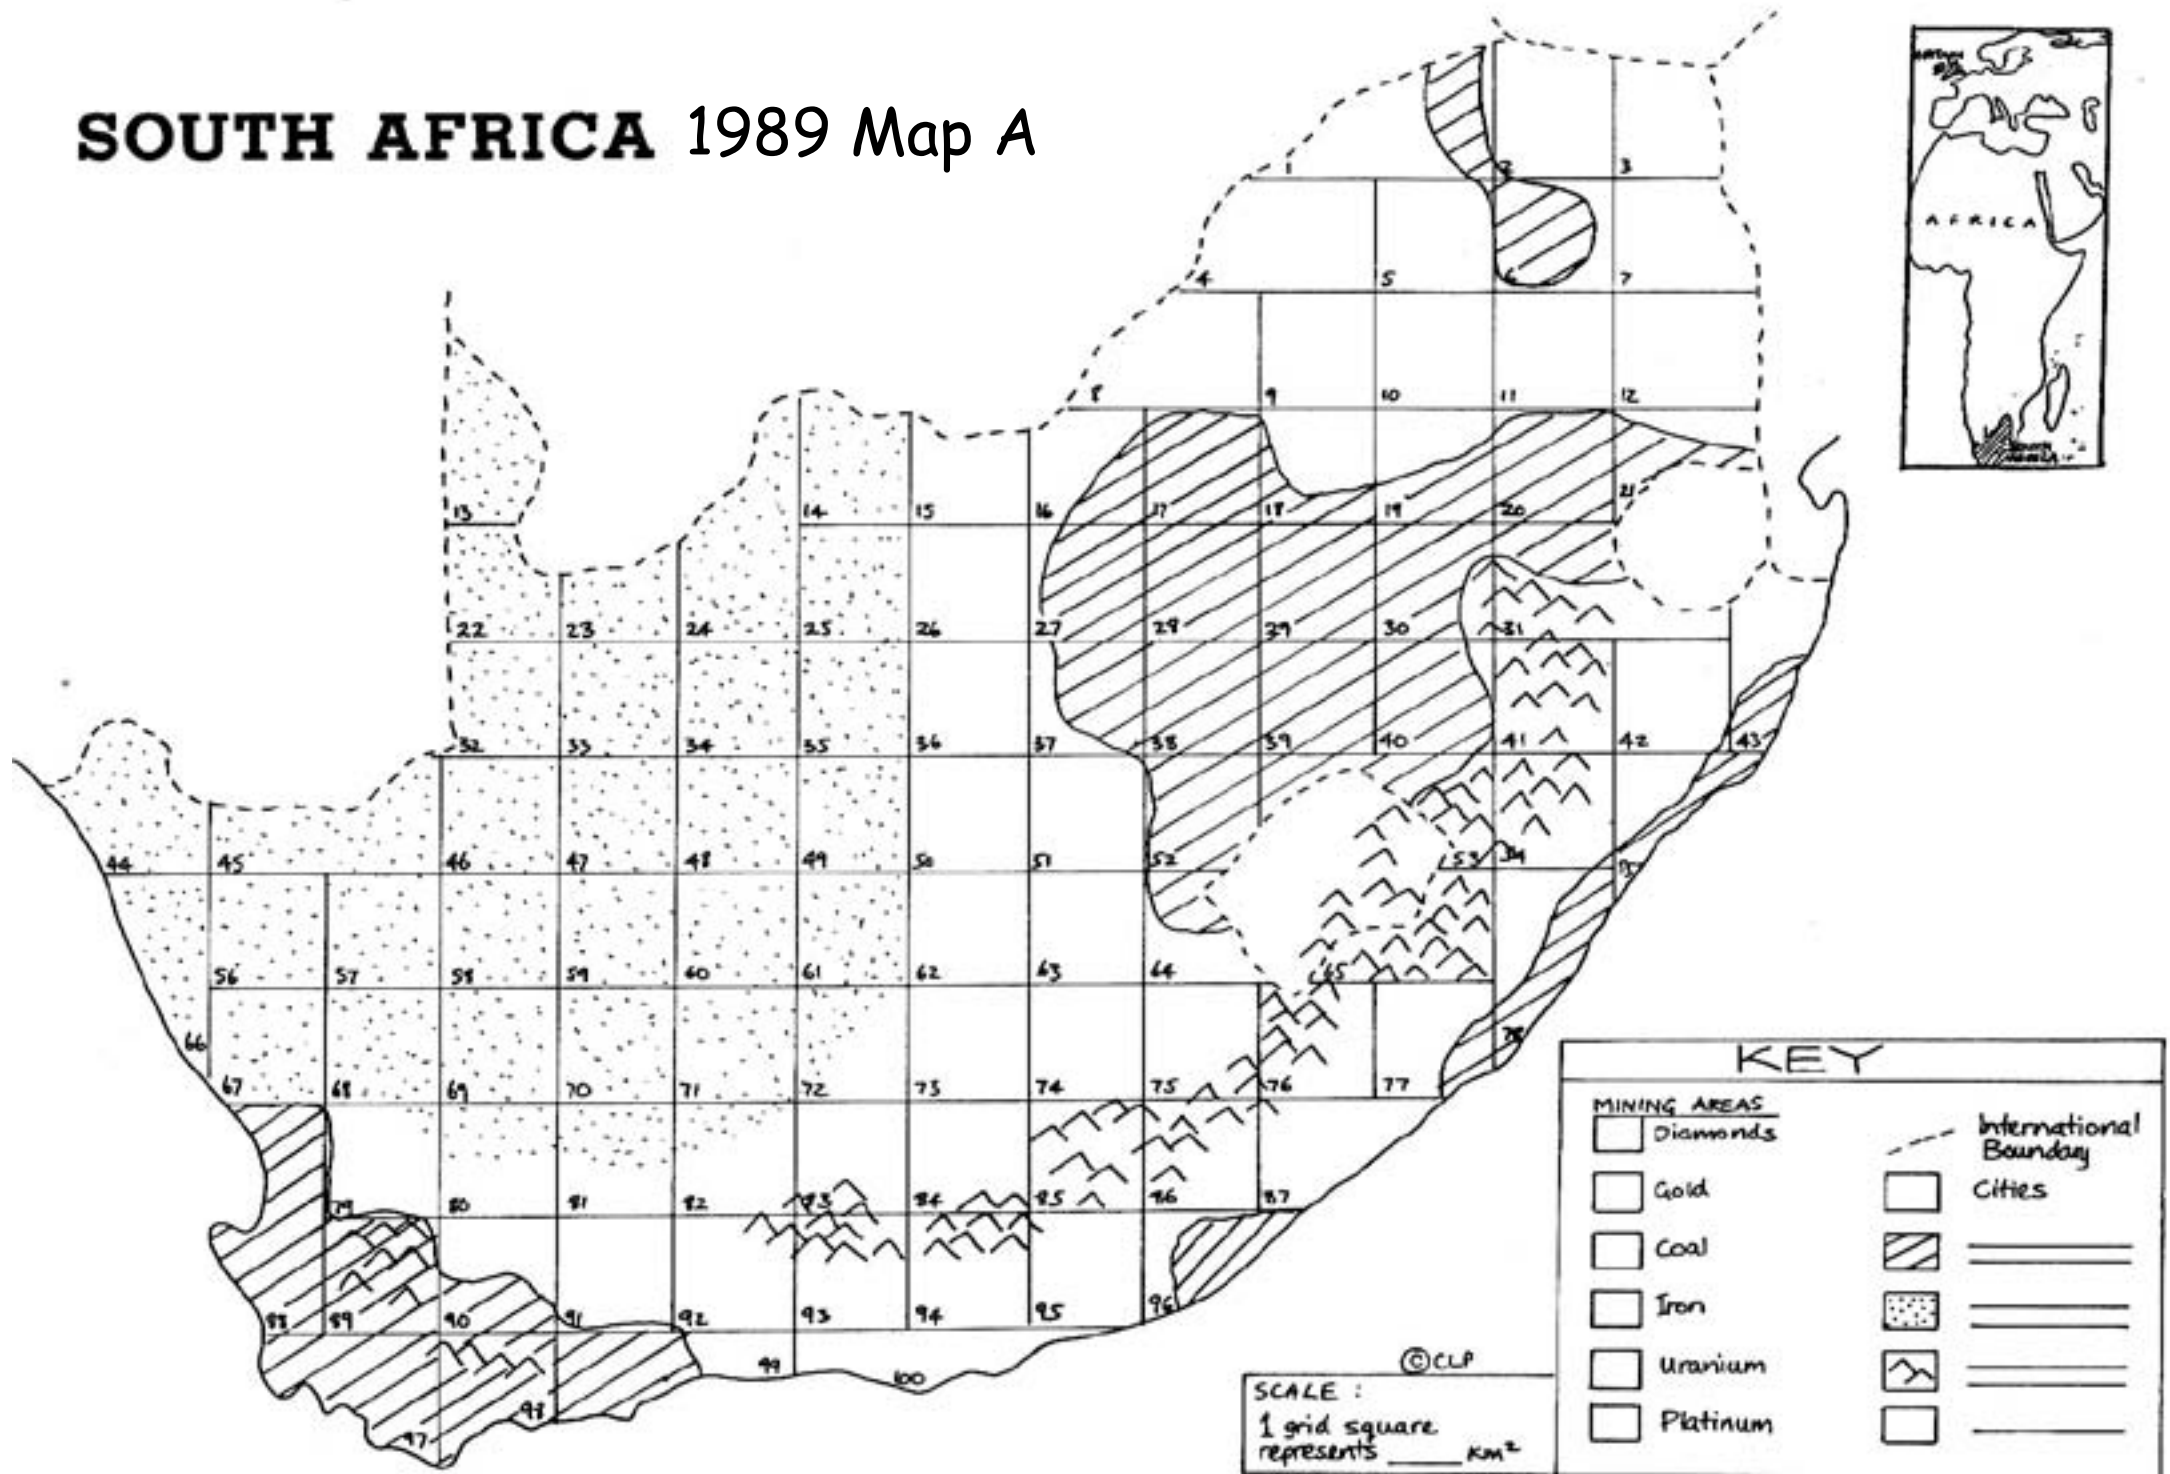 SOUTH AFRICA 1989 Map A
AFRICA
1 2 3
4 5 6 7
8 9 10 11 12
13 14 15 16 17 18 19 20 21
22 23 24 25 26 27 28 29 30 31
32 33 34 35 36 37 38 39 40 41 42 43
44 45 46 47 48 49 50 51 52 53 54
56 57 58 59 60 61 62 63 64 65
66
67 68 69 70 71 72 73 74 75 76 77 78
79 80 81 82 83 84 85 86 87
88 89 90 91 92 93 94 95 96
97 98 99 100
KEY
MINING AREAS
Diamonds
Gold
Coal
Iron
Uranium
Platinum
International
Boundary
Cities
©CLP
SCALE :
1 grid square
represents ____ Km²